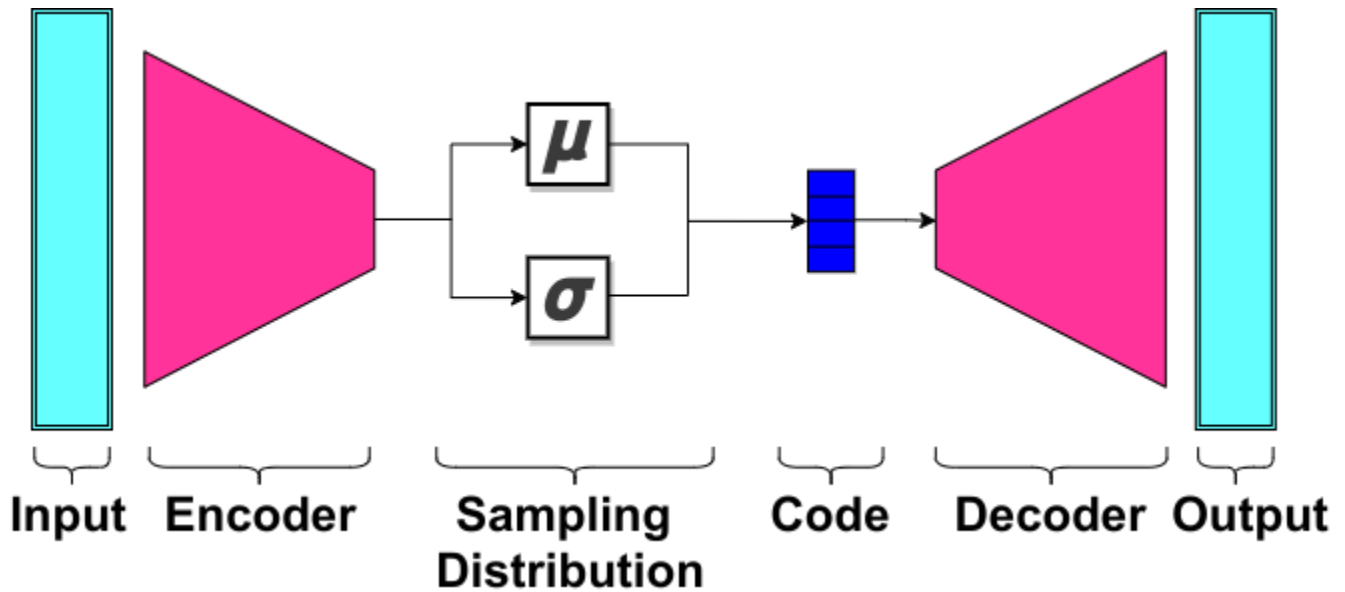 μ
σ
Input Encoder Sampling Code Decoder Output
Distribution